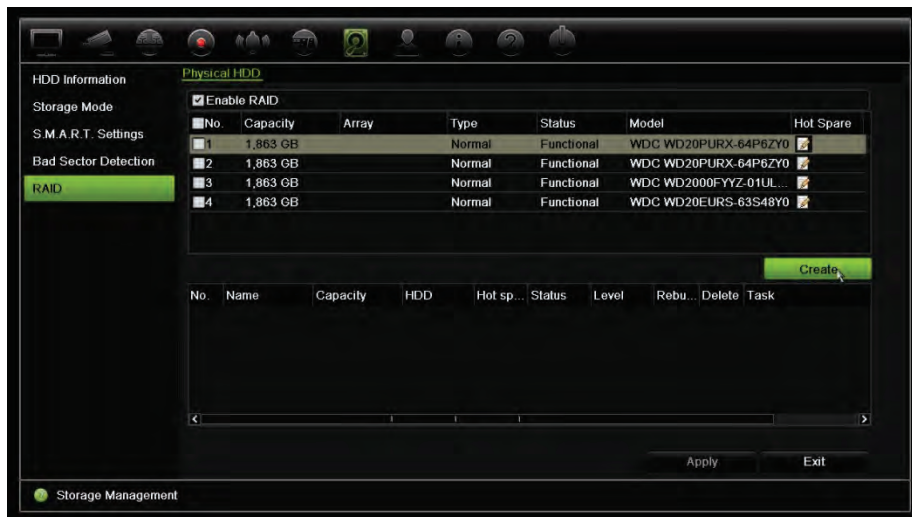 HDD Information
Storage Mode
S.M.A.R.T. Settings
Bad Sector Detection
RAID
Physical HDD
Enable RAID
No. Capacity Array Type Status Model Hot Spare
1 1,863 GB Normal Functional WDC WD20PURX-64P6ZY0
2 1,863 GB Normal Functional WDC WD20PURX-64P6ZY0
3 1,863 GB Normal Functional WDC WD2000FYYZ-01UL...
4 1,863 GB Normal Functional WDC WD20EURS-63S48Y0
Create
No. Name Capacity HDD Hot sp... Status Level Rebu... Delete Task
Apply Exit
Storage Management